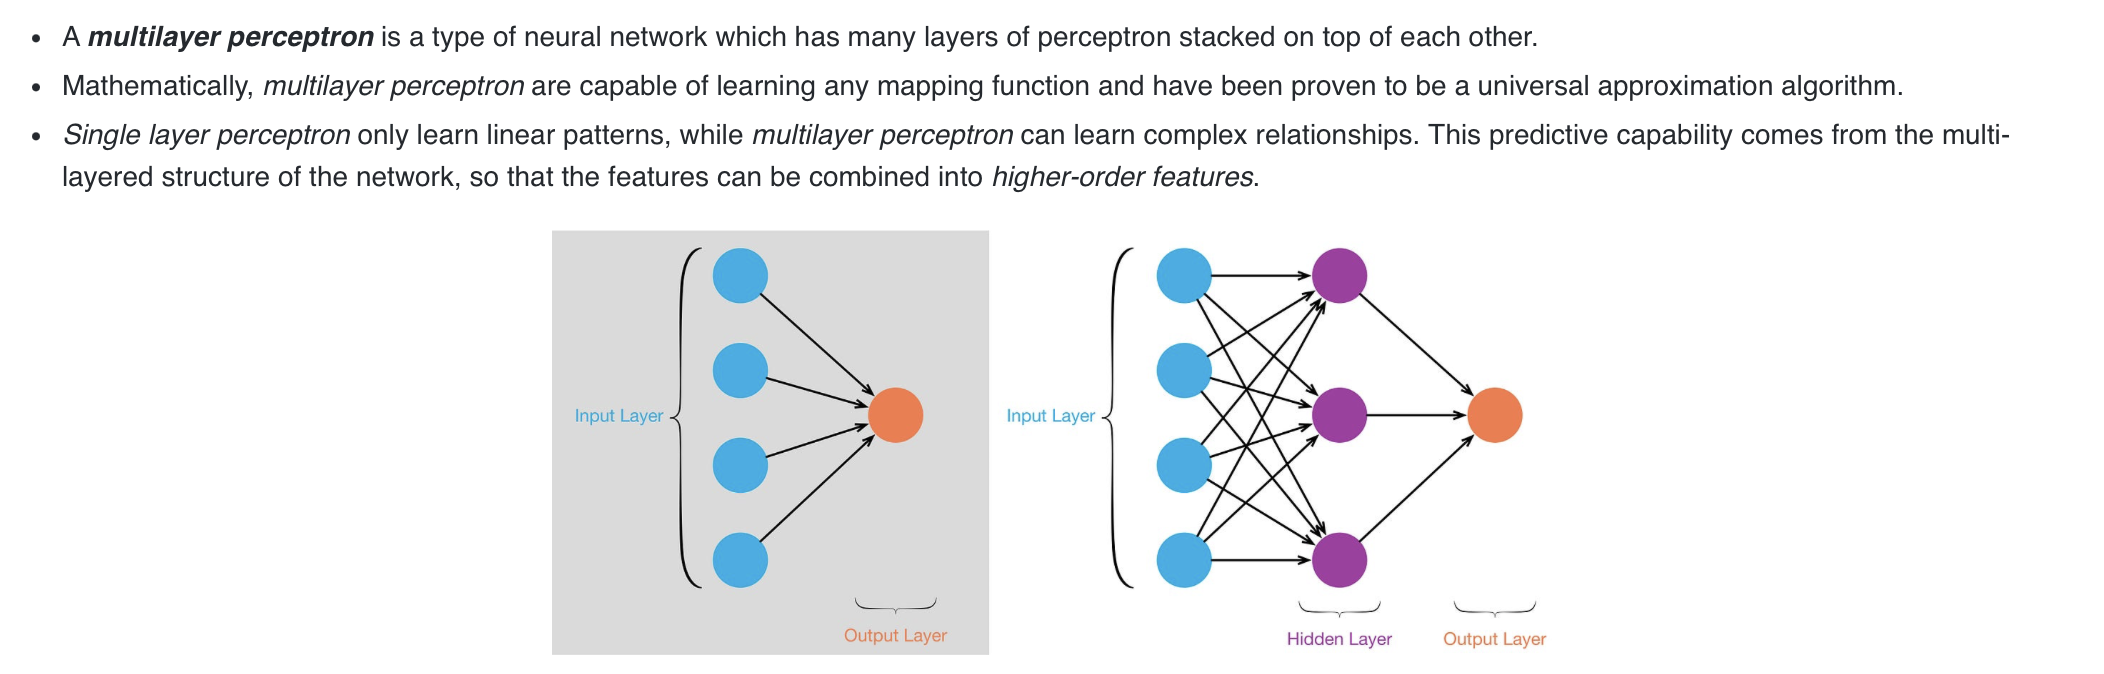 • A multilayer perceptron is a type of neural network which has many layers of perceptron stacked on top of each other.
• Mathematically, multilayer perceptron are capable of learning any mapping function and have been proven to be a universal approximation algorithm.
• Single layer perceptron only learn linear patterns, while multilayer perceptron can learn complex relationships. This predictive capability comes from the multi-
layered structure of the network, so that the features can be combined into higher-order features.
Input Layer
Output Layer
Input Layer
Hidden Layer
Output Layer